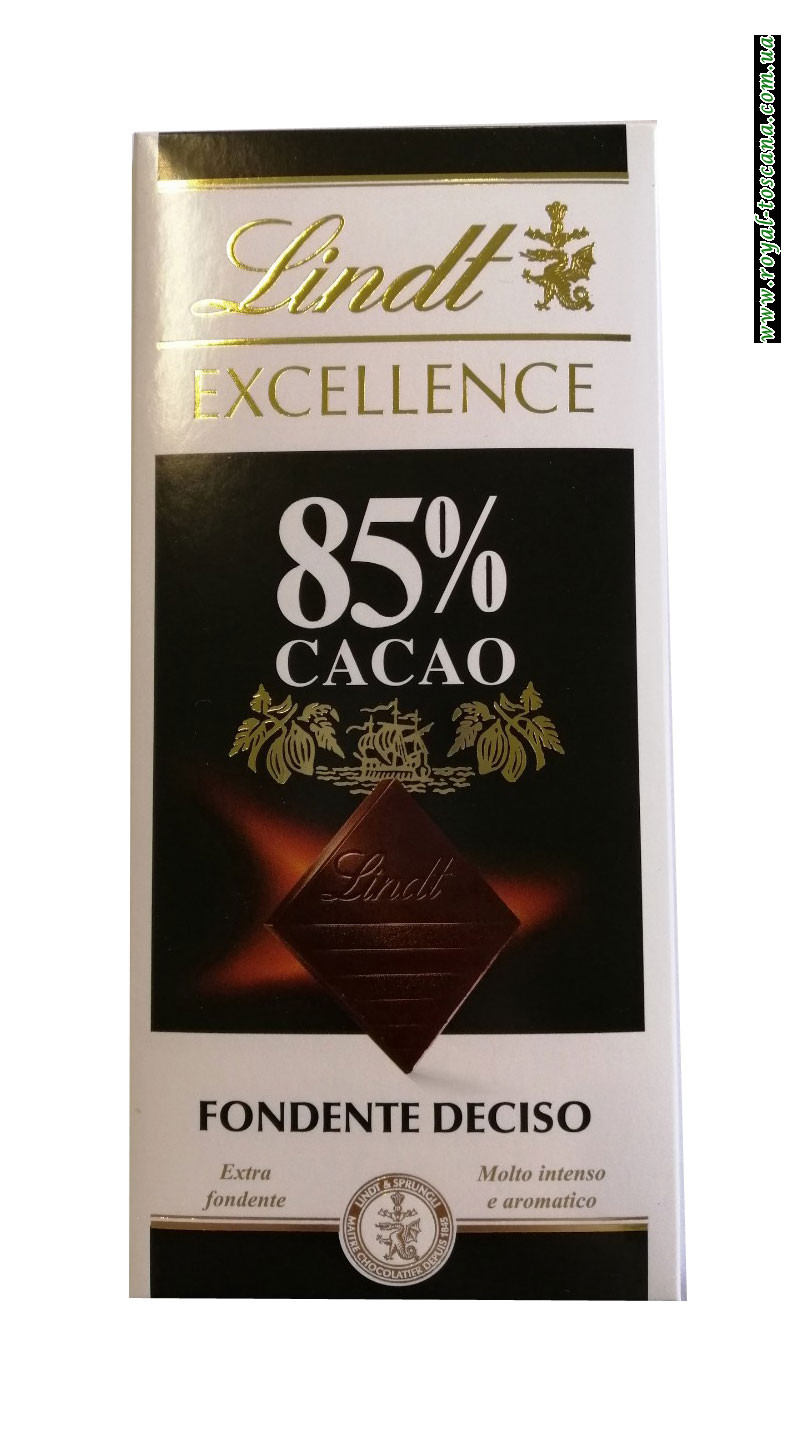 www.royal-toscana.com.ua
Lindt
EXCELLENCE
85%
CACAO
Lindt
FONDENTE DECISO
Extra
fondente
Molto intenso
e aromatico
LINDT & SPRÜNGLI
MAÎTRE CHOCOLATIER DEPUIS 1845